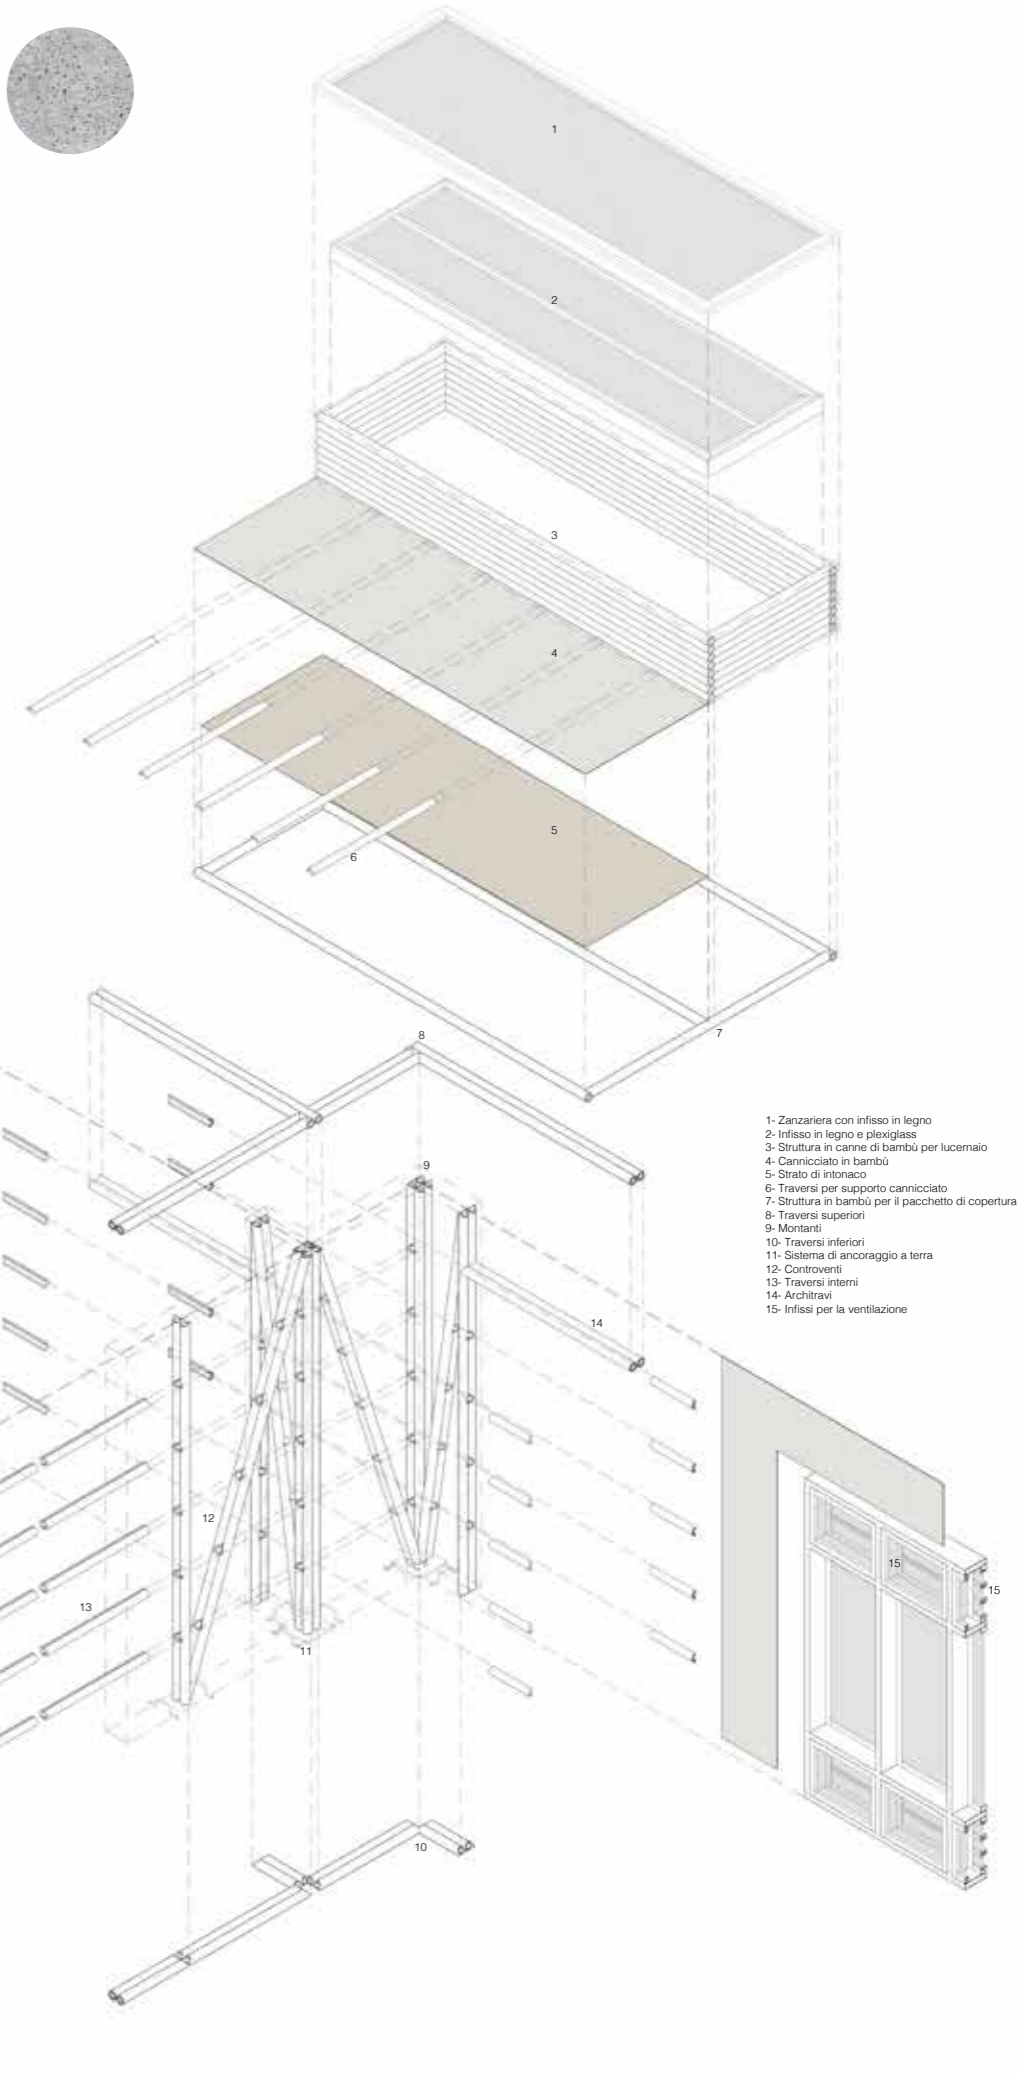 1
2
3
4
5
6
7
8
9
1- Zanzariera con infisso in legno
2- Infisso in legno e plexiglass
3- Struttura in canne di bambù per lucernaio
4- Cannicciato in bambù
5- Strato di intonaco
6- Traversi per supporto cannicciato
7- Struttura in bambù per il pacchetto di copertura
8- Traversi superiori
9- Montanti
10- Traversi inferiori
11- Sistema di ancoraggio a terra
12- Controventi
13- Traversi interni
14- Architravi
15- Infissi per la ventilazione
14
12
15
15
13
11
10